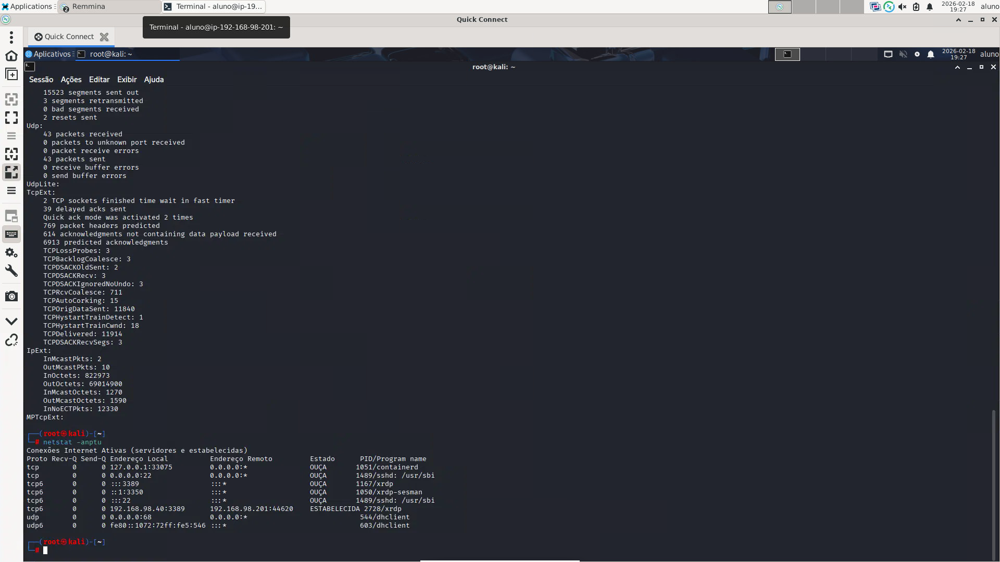 Applications
Remmina
Terminal - aluno@ip-19...
2026-02-18
19:27
aluno
Quick Connect
Terminal - aluno@ip-192-168-98-201: ~
Quick Connect
Aplicativos
root@kali: ~
2026-02-18
19:27
aluno
root@kali: ~
Sessão Ações Editar Exibir Ajuda
15523 segments sent out
3 segments retransmitted
0 bad segments received
2 resets sent
Udp:
43 packets received
0 packets to unknown port received
0 packet receive errors
43 packets sent
0 receive buffer errors
0 send buffer errors
UdpLite:
TcpExt:
2 TCP sockets finished time wait in fast timer
39 delayed acks sent
Quick ack mode was activated 2 times
769 packet headers predicted
614 acknowledgments not containing data payload received
6913 predicted acknowledgments
TCPLossProbes: 3
TCPBacklogCoalesce: 3
TCPDSACKOldSent: 2
TCPDSACKRecv: 3
TCPDSACKIgnoredNoUndo: 3
TCPRcvCoalesce: 711
TCPAutoCorking: 15
TCPOrigDataSent: 11840
TCPHystartTrainDetect: 1
TCPHystartTrainCwnd: 18
TCPDelivered: 11914
TCPDSACKRecvSegs: 3
IpExt:
InMcastPkts: 2
OutMcastPkts: 10
InOctets: 822973
OutOctets: 69014900
InMcastOctets: 1270
OutMcastOctets: 1590
InNoECTPkts: 12330
MPTcpExt:
┌──(root㉿kali)-[~]
└─# netstat -anptu
Conexões Internet Ativas (servidores e estabelecidas)
Proto Recv-Q Send-Q Endereço Local          Endereço Remoto         Estado      PID/Program name
tcp        0      0 127.0.0.1:33075         0.0.0.0:*               OUÇA       1051/containerd
tcp        0      0 0.0.0.0:22              0.0.0.0:*               OUÇA       1489/sshd: /usr/sbi
tcp6       0      0 :::3389                 :::*                    OUÇA       1167/xrdp
tcp6       0      0 ::1:3350                :::*                    OUÇA       1050/xrdp-sesman
tcp6       0      0 :::22                   :::*                    OUÇA       1489/sshd: /usr/sbi
tcp6       0      0 192.168.98.40:3389      192.168.98.201:44620    ESTABELECIDA 2728/xrdp
udp        0      0 0.0.0.0:68              0.0.0.0:*                           544/dhclient
udp6       0      0 fe80::1072:72ff:fe5:546 :::*                                603/dhclient
┌──(root㉿kali)-[~]
└─#